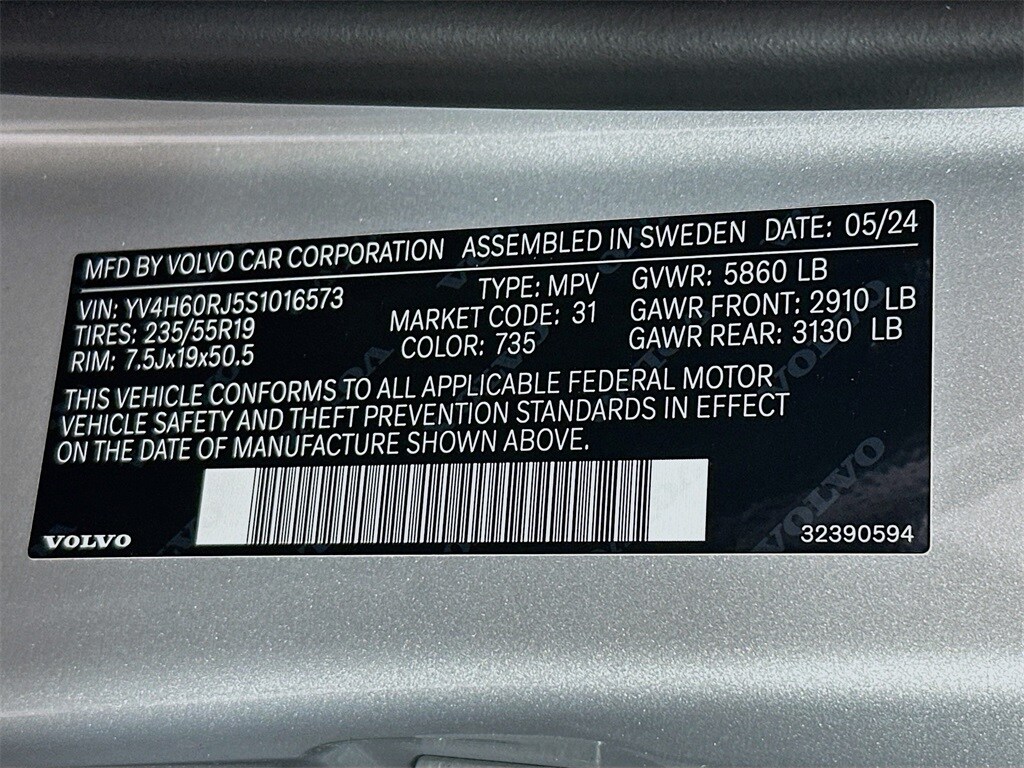 MFD BY VOLVO CAR CORPORATION ASSEMBLED IN SWEDEN DATE: 05/24
VIN: YV4H60RJ5S1016573 TYPE: MPV GVWR: 5860 LB
TIRES: 235/55R19 MARKET CODE: 31 GAWR FRONT: 2910 LB
RIM: 7.5Jx19x50.5 COLOR: 735 GAWR REAR: 3130 LB
THIS VEHICLE CONFORMS TO ALL APPLICABLE FEDERAL MOTOR
VEHICLE SAFETY AND THEFT PREVENTION STANDARDS IN EFFECT
ON THE DATE OF MANUFACTURE SHOWN ABOVE.
VOLVO 32390594